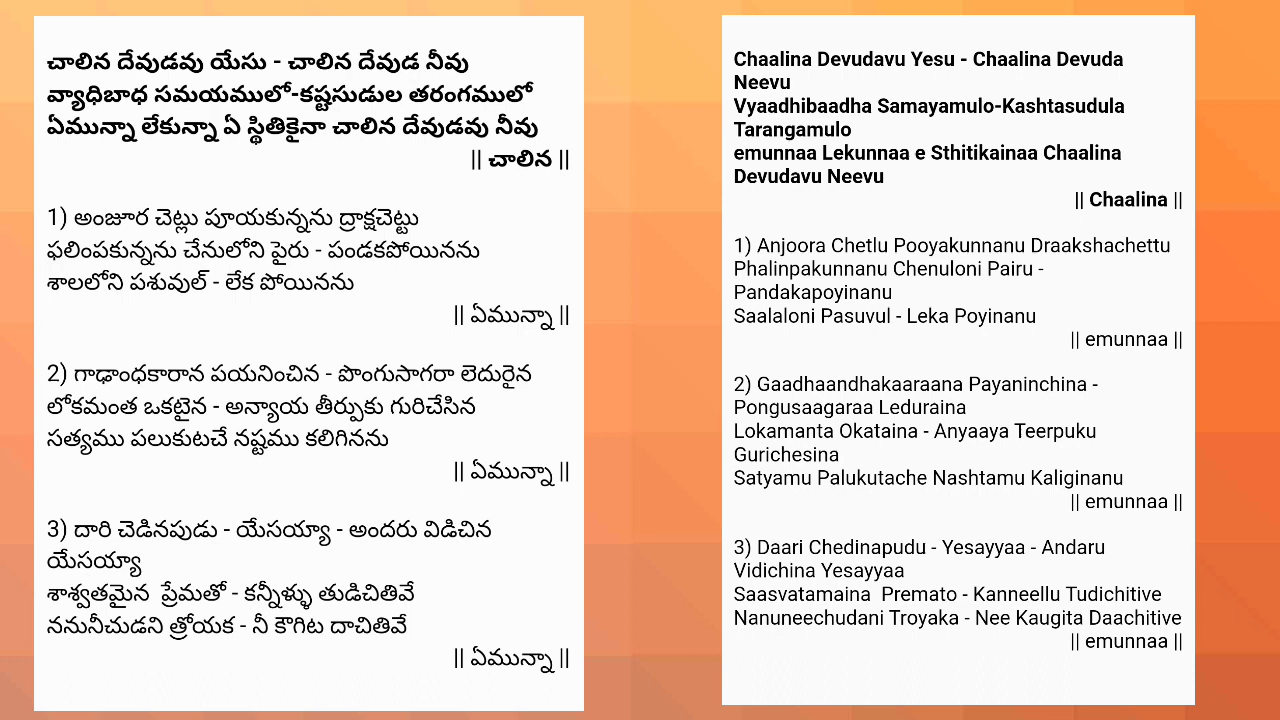 చాలిన దేవుడవు యేసు - చాలిన దేవుడ నీవు
వ్యాధిబాధ సమయములో-కష్టసుడుల తరంగములో
ఏమున్నా లేకున్నా ఏ స్థితికైనా చాలిన దేవుడవు నీవు
|| చాలిన ||
1) అంజూర చెట్లు పూయకున్నను ద్రాక్షచెట్టు
ఫలింపకున్నను చేనులోని పైరు - పండకపోయినను
శాలలోని పశువుల్ - లేక పోయినను
|| ఏమున్నా ||
2) గాఢాంధకారాన పయనించిన - పొంగుసాగరా లెదురైన
లోకమంత ఒకటైన - అన్యాయ తీర్పుకు గురిచేసిన
సత్యము పలుకుటచే నష్టము కలిగినను
|| ఏమున్నా ||
3) దారి చెడినపుడు - యేసయ్యా - అందరు విడిచిన
యేసయ్యా
శాశ్వతమైన  ప్రేమతో - కన్నీళ్ళు తుడిచితివే
ననునీచుడని త్రోయక - నీ కౌగిట దాచితివే
|| ఏమున్నా ||
Chaalina Devudavu Yesu - Chaalina Devuda
Neevu
Vyaadhibaadha Samayamulo-Kashtasudula
Tarangamulo
emunnaa Lekunnaa e Sthitikainaa Chaalina
Devudavu Neevu
|| Chaalina ||
1) Anjoora Chetlu Pooyakunnanu Draakshachettu
Phalinpakunnanu Chenuloni Pairu -
Pandakapoyinanu
Saalaloni Pasuvul - Leka Poyinanu
|| emunnaa ||
2) Gaadhaandhakaaraana Payaninchina -
Pongusaagaraa Leduraina
Lokamanta Okataina - Anyaaya Teerpuku
Gurichesina
Satyamu Palukutache Nashtamu Kaliginanu
|| emunnaa ||
3) Daari Chedinapudu - Yesayyaa - Andaru
Vidichina Yesayyaa
Saasvatamaina  Premato - Kanneellu Tudichitive
Nanuneechudani Troyaka - Nee Kaugita Daachitive
|| emunnaa ||